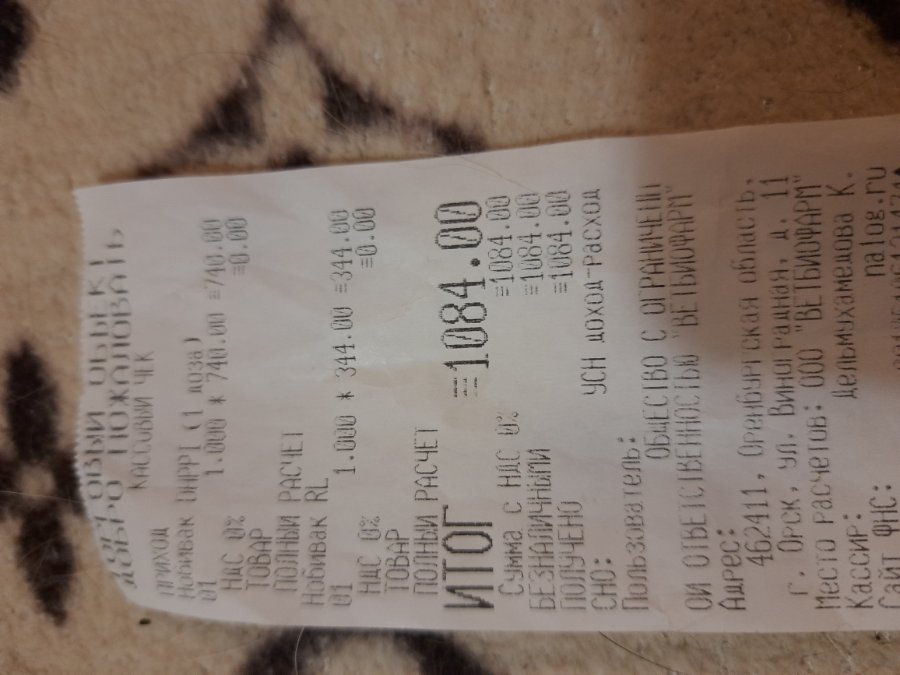 ОВЫЙ ОБЪЕКТ
ДОБРО ПОЖАЛОВАТЬ
КАССОВЫЙ ЧЕК
ПРИХОД
Нобивак DHPPI (1 доза)
01 1.000 * 740.00 =740.00
НДС 0% =0.00
ТОВАР
ПОЛНЫЙ РАСЧЕТ
Нобивак RL
01 1.000 * 344.00 =344.00
НДС 0% =0.00
ТОВАР
ПОЛНЫЙ РАСЧЕТ
ИТОГ =1084.00
Сумма с НДС 0% =1084.00
БЕЗНАЛИЧНЫМИ =1084.00
ПОЛУЧЕНО =1084.00
СНО: УСН доход-расход
Пользователь:
ОБЩЕСТВО С ОГРАНИЧЕНН
ОЙ ОТВЕТСТВЕННОСТЬЮ "ВЕТБИОФАРМ"
Адрес:
462411, Оренбургская область,
г. Орск, ул. Виноградная, д. 11
Место расчетов: ООО "ВЕТБИОФАРМ"
Кассир: Дельмухамедова К.
Сайт ФНС: nalog.ru